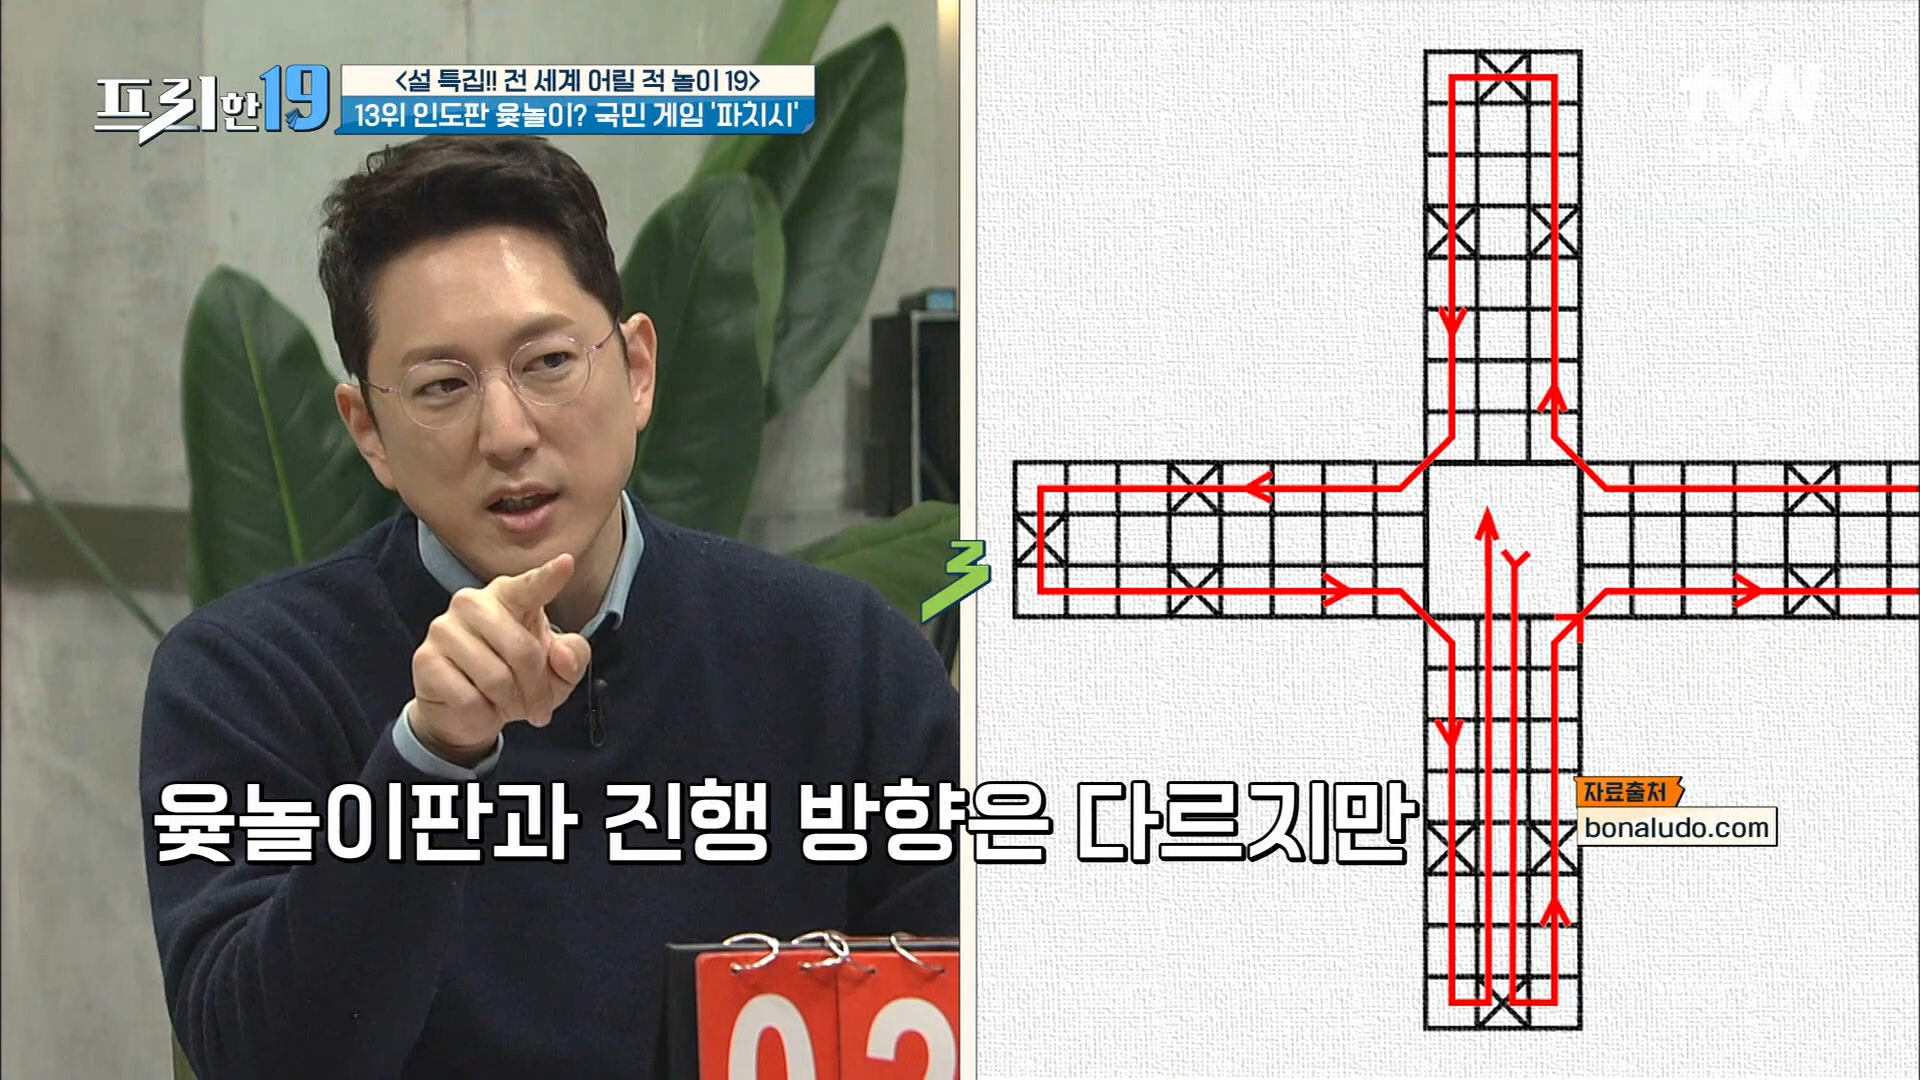 프리한19
<설 특집!! 전 세계 어릴 적 놀이 19>
13위 인도판 윷놀이? 국민 게임 '파치시'
tvN
SHOW
윷놀이판과 진행 방향은 다르지만
자료출처
bonaludo.com
02